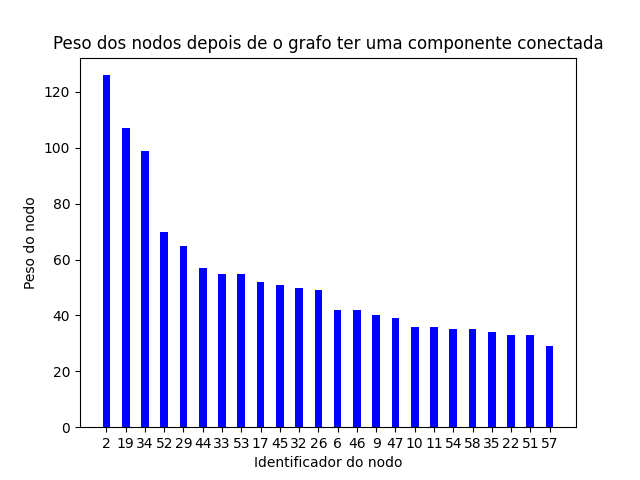 Peso dos nodos depois de o grafo ter uma componente conectada
120
100
80
60
40
20
0
Peso do nodo
2 19 34 52 29 44 33 53 17 45 32 26 6 46 9 47 10 11 54 58 35 22 51 57
Identificador do nodo